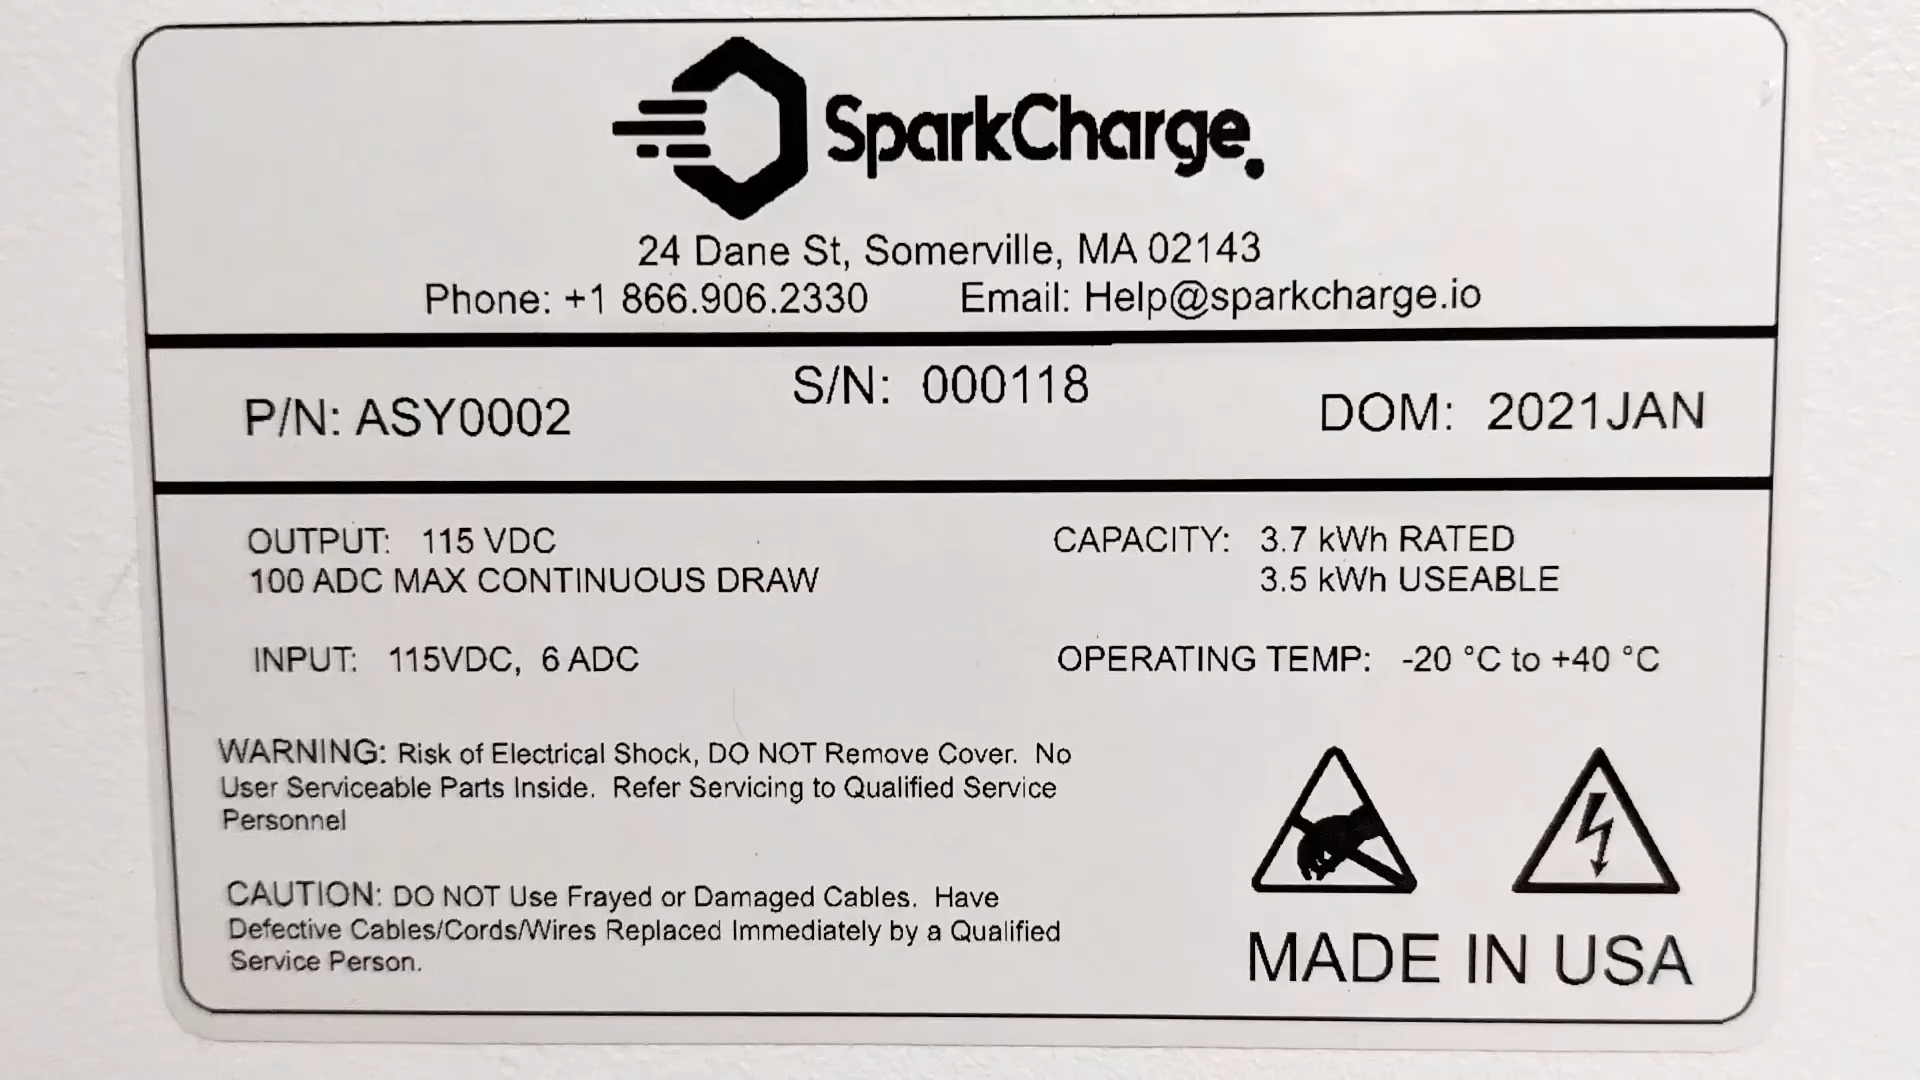 SparkCharge.
24 Dane St, Somerville, MA 02143
Phone: +1 866.906.2330 Email: Help@sparkcharge.io
P/N: ASY0002 S/N: 000118 DOM: 2021JAN
OUTPUT: 115 VDC
100 ADC MAX CONTINUOUS DRAW
CAPACITY: 3.7 kWh RATED
3.5 kWh USEABLE
INPUT: 115VDC, 6 ADC
OPERATING TEMP: -20 °C to +40 °C
WARNING: Risk of Electrical Shock, DO NOT Remove Cover. No
User Serviceable Parts Inside. Refer Servicing to Qualified Service
Personnel
CAUTION: DO NOT Use Frayed or Damaged Cables. Have
Defective Cables/Cords/Wires Replaced Immediately by a Qualified
Service Person.
MADE IN USA